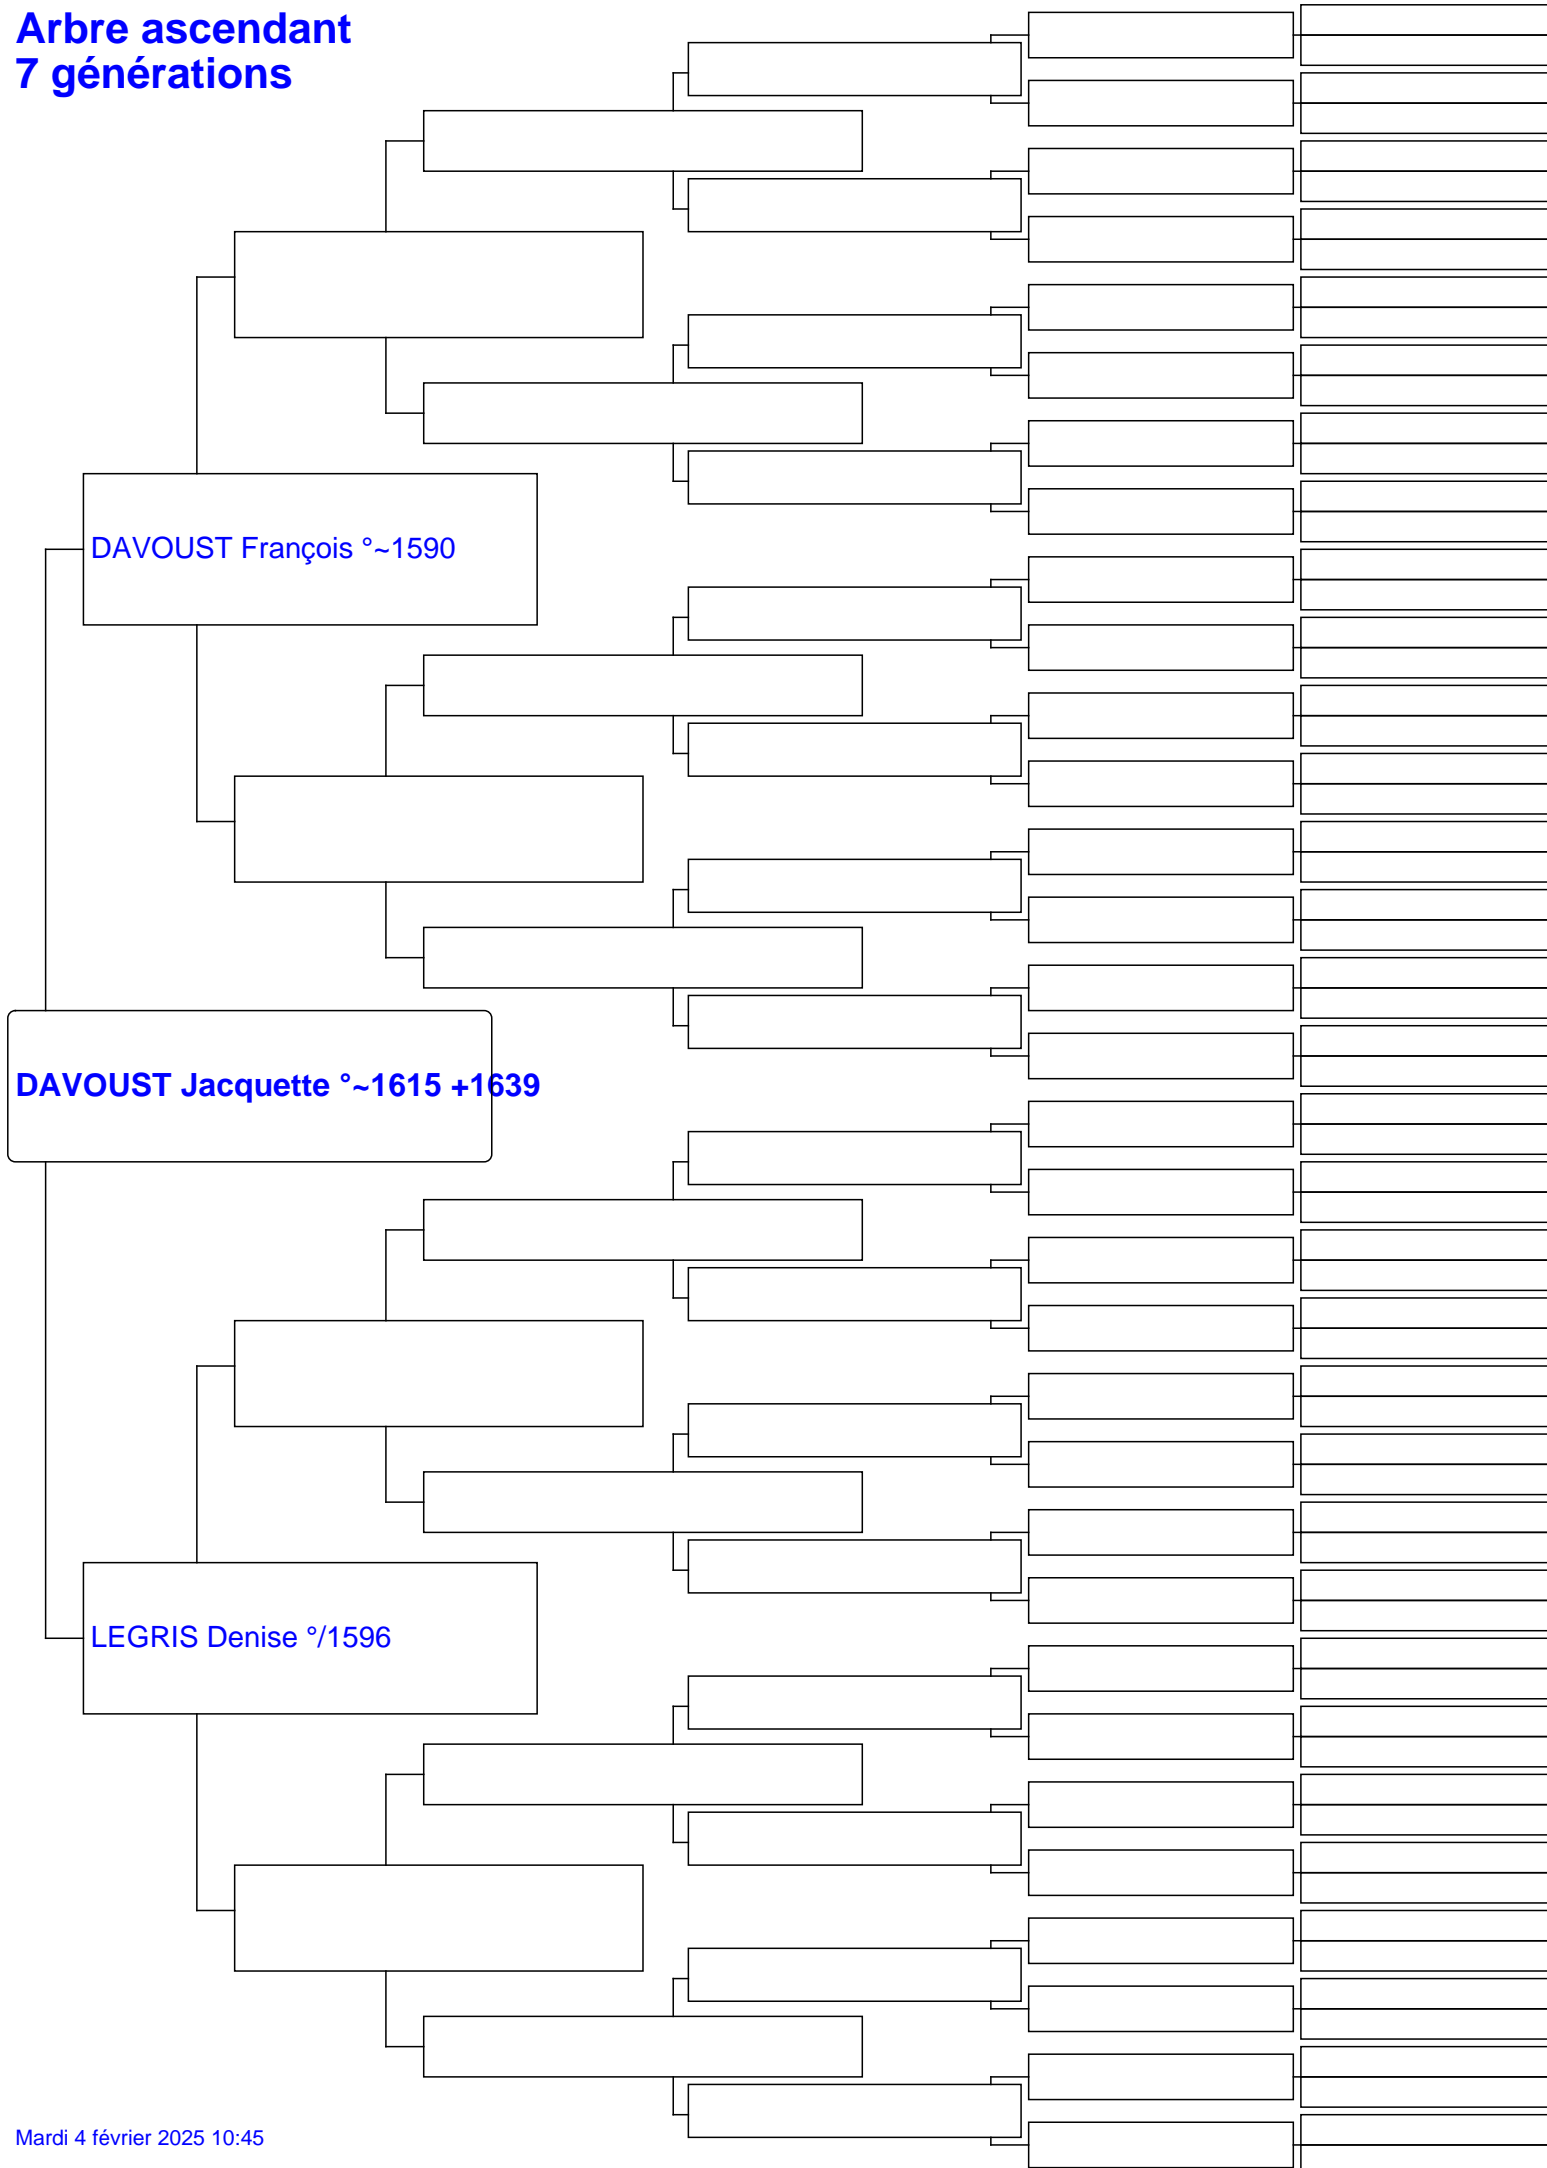 Arbre ascendant
7 générations
DAVOUST François °~1590
DAVOUST Jacquette °~1615 +1639
LEGRIS Denise °/1596
Mardi 4 février 2025 10:45